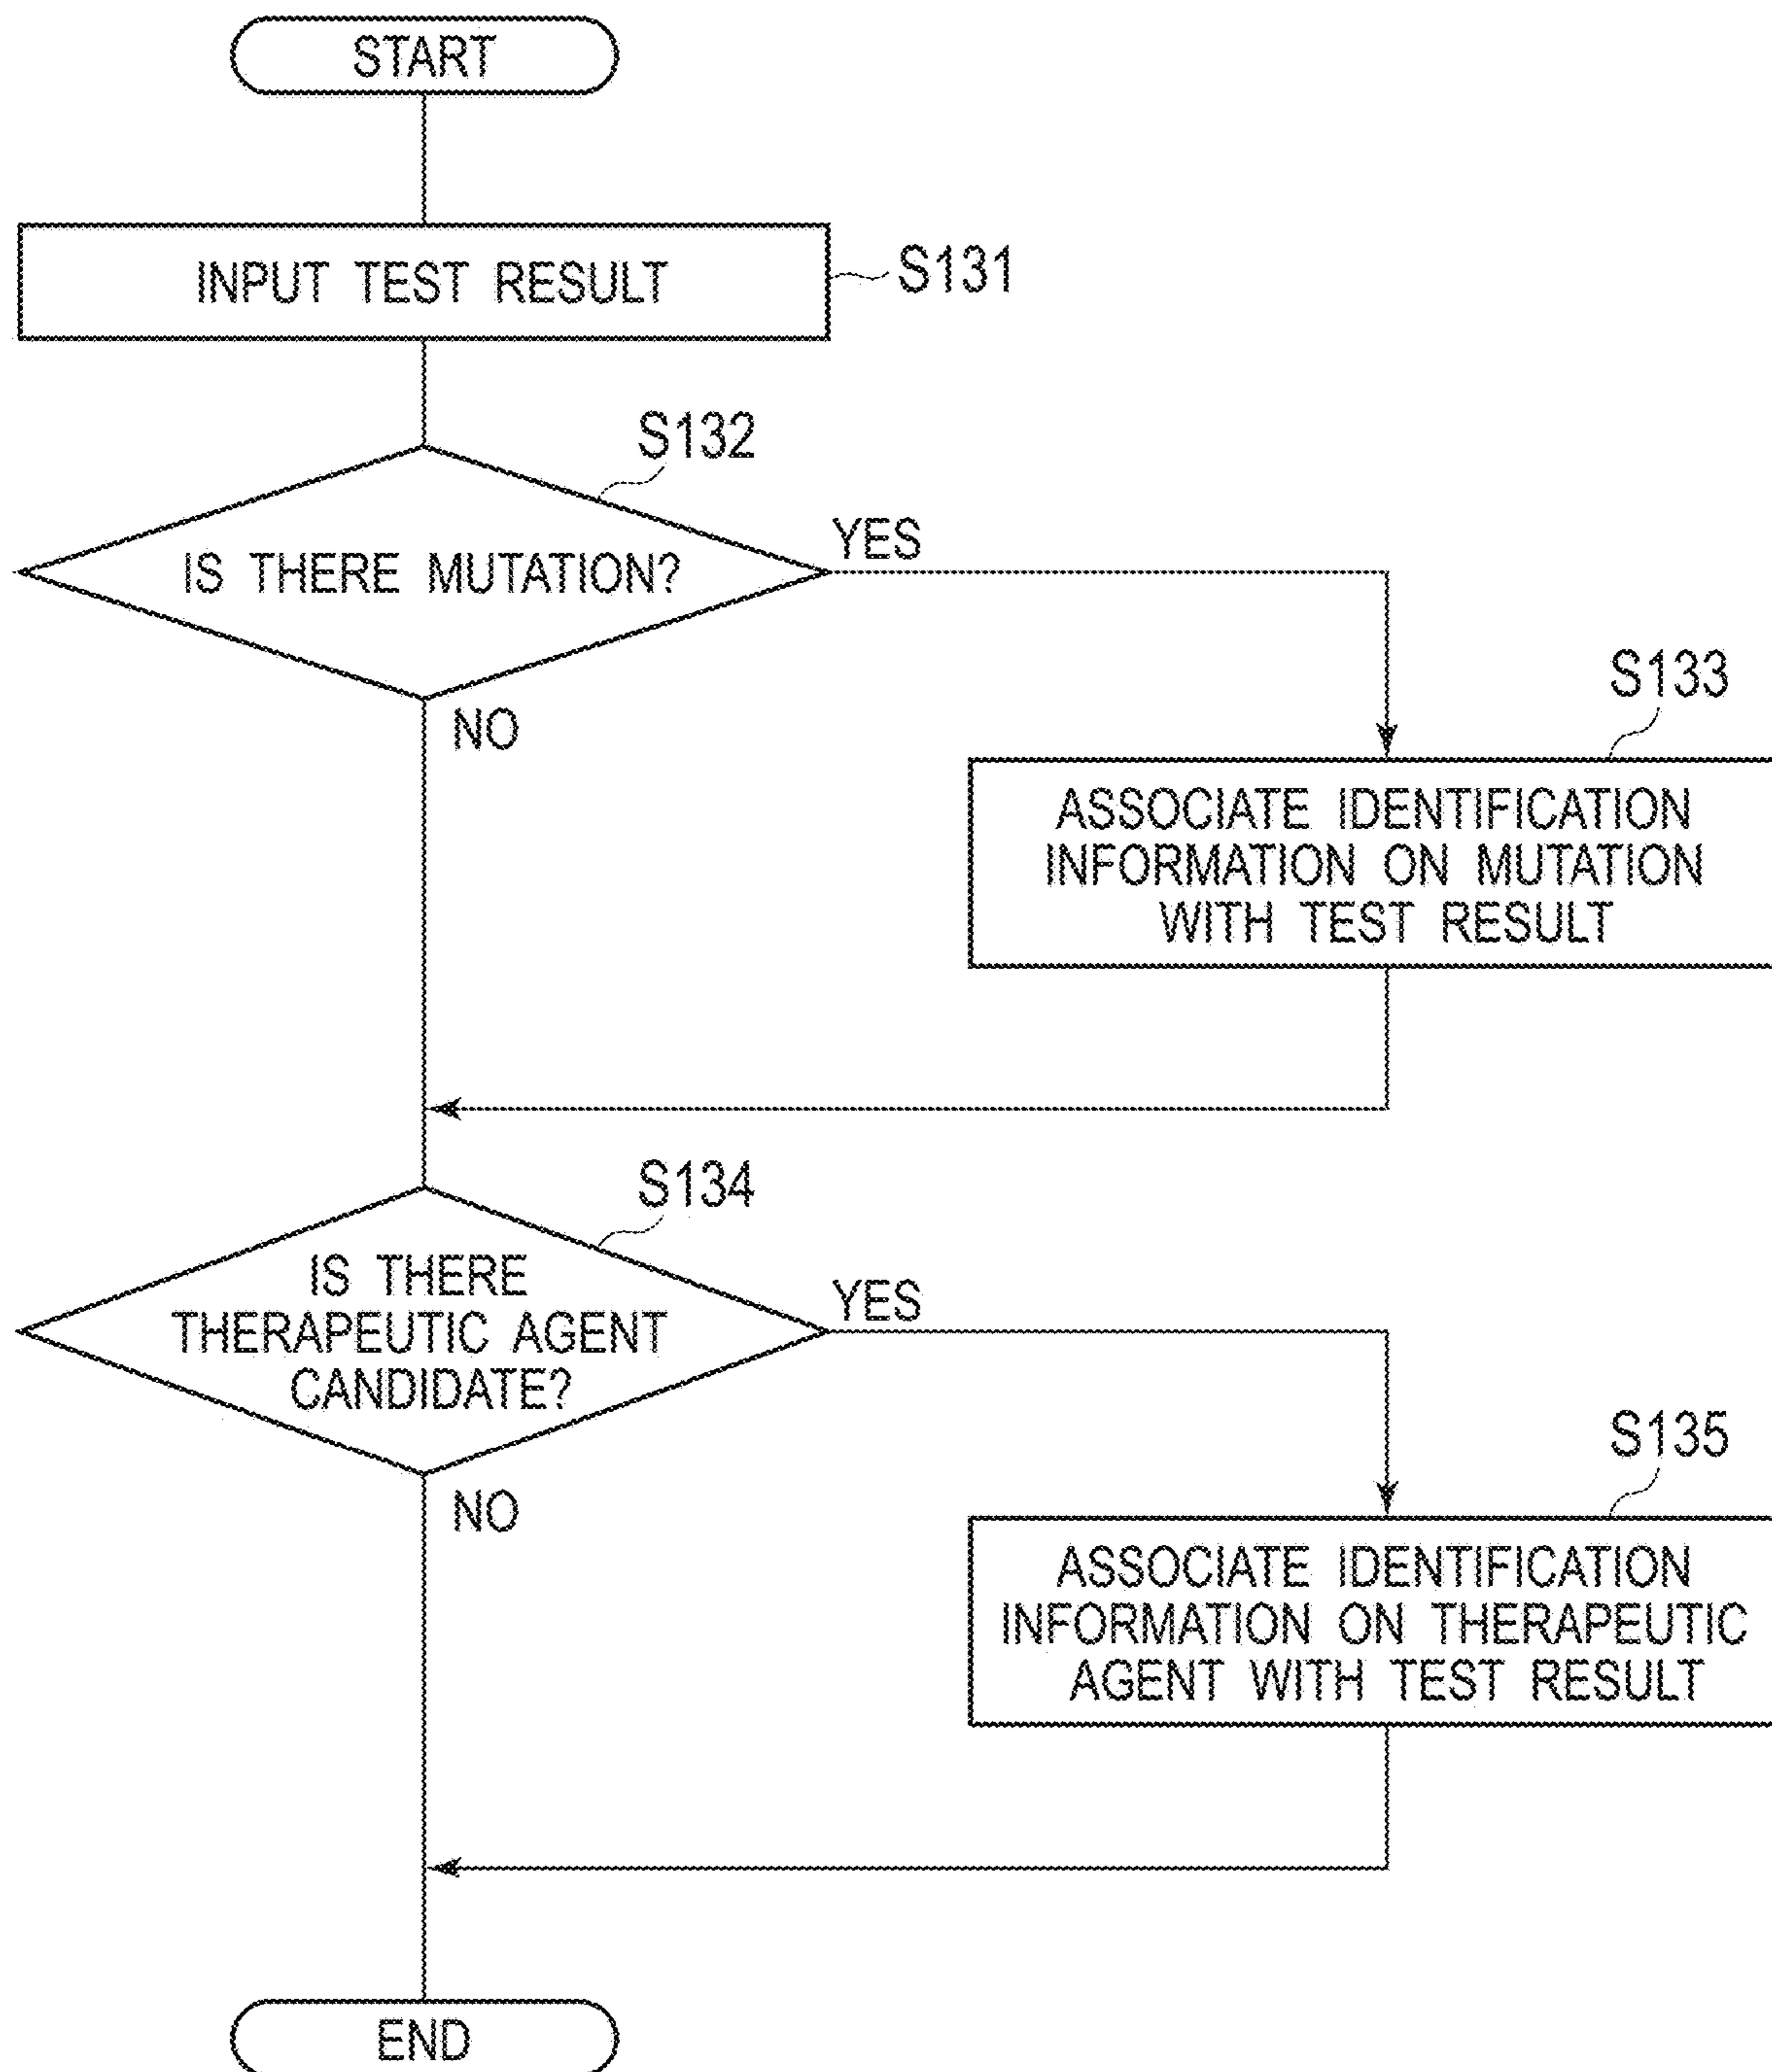 START
INPUT TEST RESULT
S131
S132
IS THERE MUTATION?
YES
NO
S133
ASSOCIATE IDENTIFICATION
INFORMATION ON MUTATION
WITH TEST RESULT
S134
IS THERE
THERAPEUTIC AGENT
CANDIDATE?
YES
NO
S135
ASSOCIATE IDENTIFICATION
INFORMATION ON THERAPEUTIC
AGENT WITH TEST RESULT
END